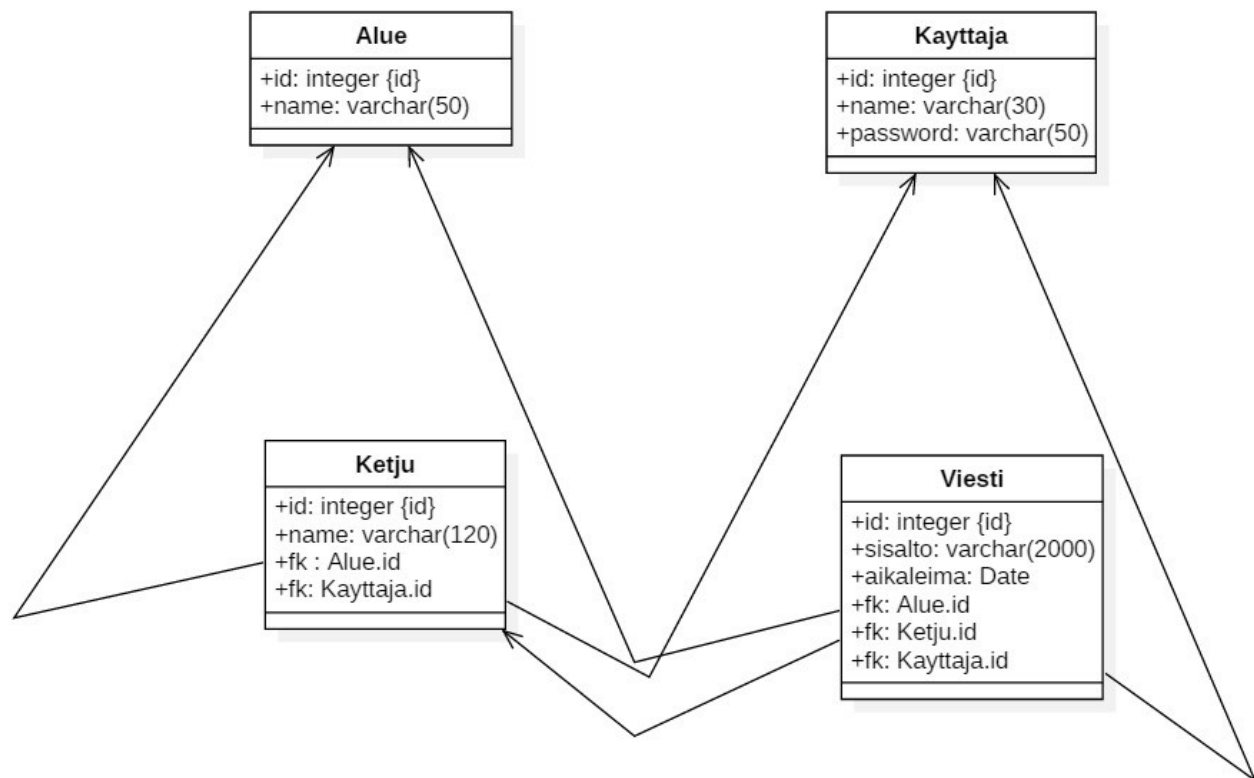 Alue
+id: integer {id}
+name: varchar(50)
Kayttaja
+id: integer {id}
+name: varchar(30)
+password: varchar(50)
Ketju
+id: integer {id}
+name: varchar(120)
+fk : Alue.id
+fk: Kayttaja.id
Viesti
+id: integer {id}
+sisalto: varchar(2000)
+aikaleima: Date
+fk: Alue.id
+fk: Ketju.id
+fk: Kayttaja.id